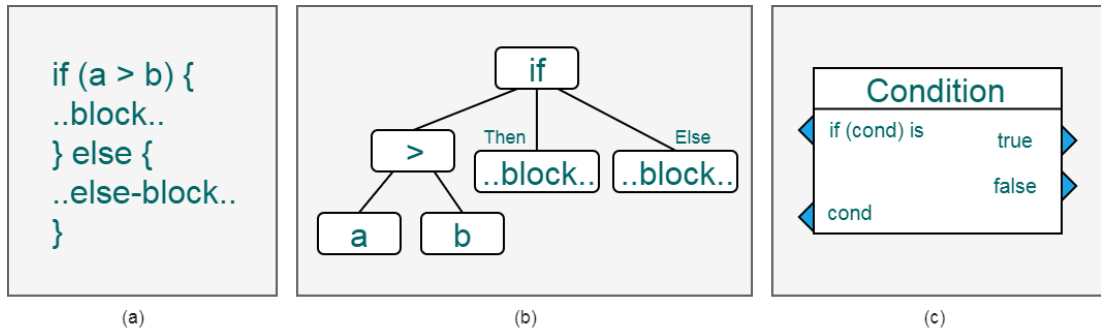 if (a > b) {
..block..
} else {
..else-block..
}
(a)
if
>
Then
Else
..block..
..block..
a
b
(b)
Condition
if (cond) is
true
false
cond
(c)